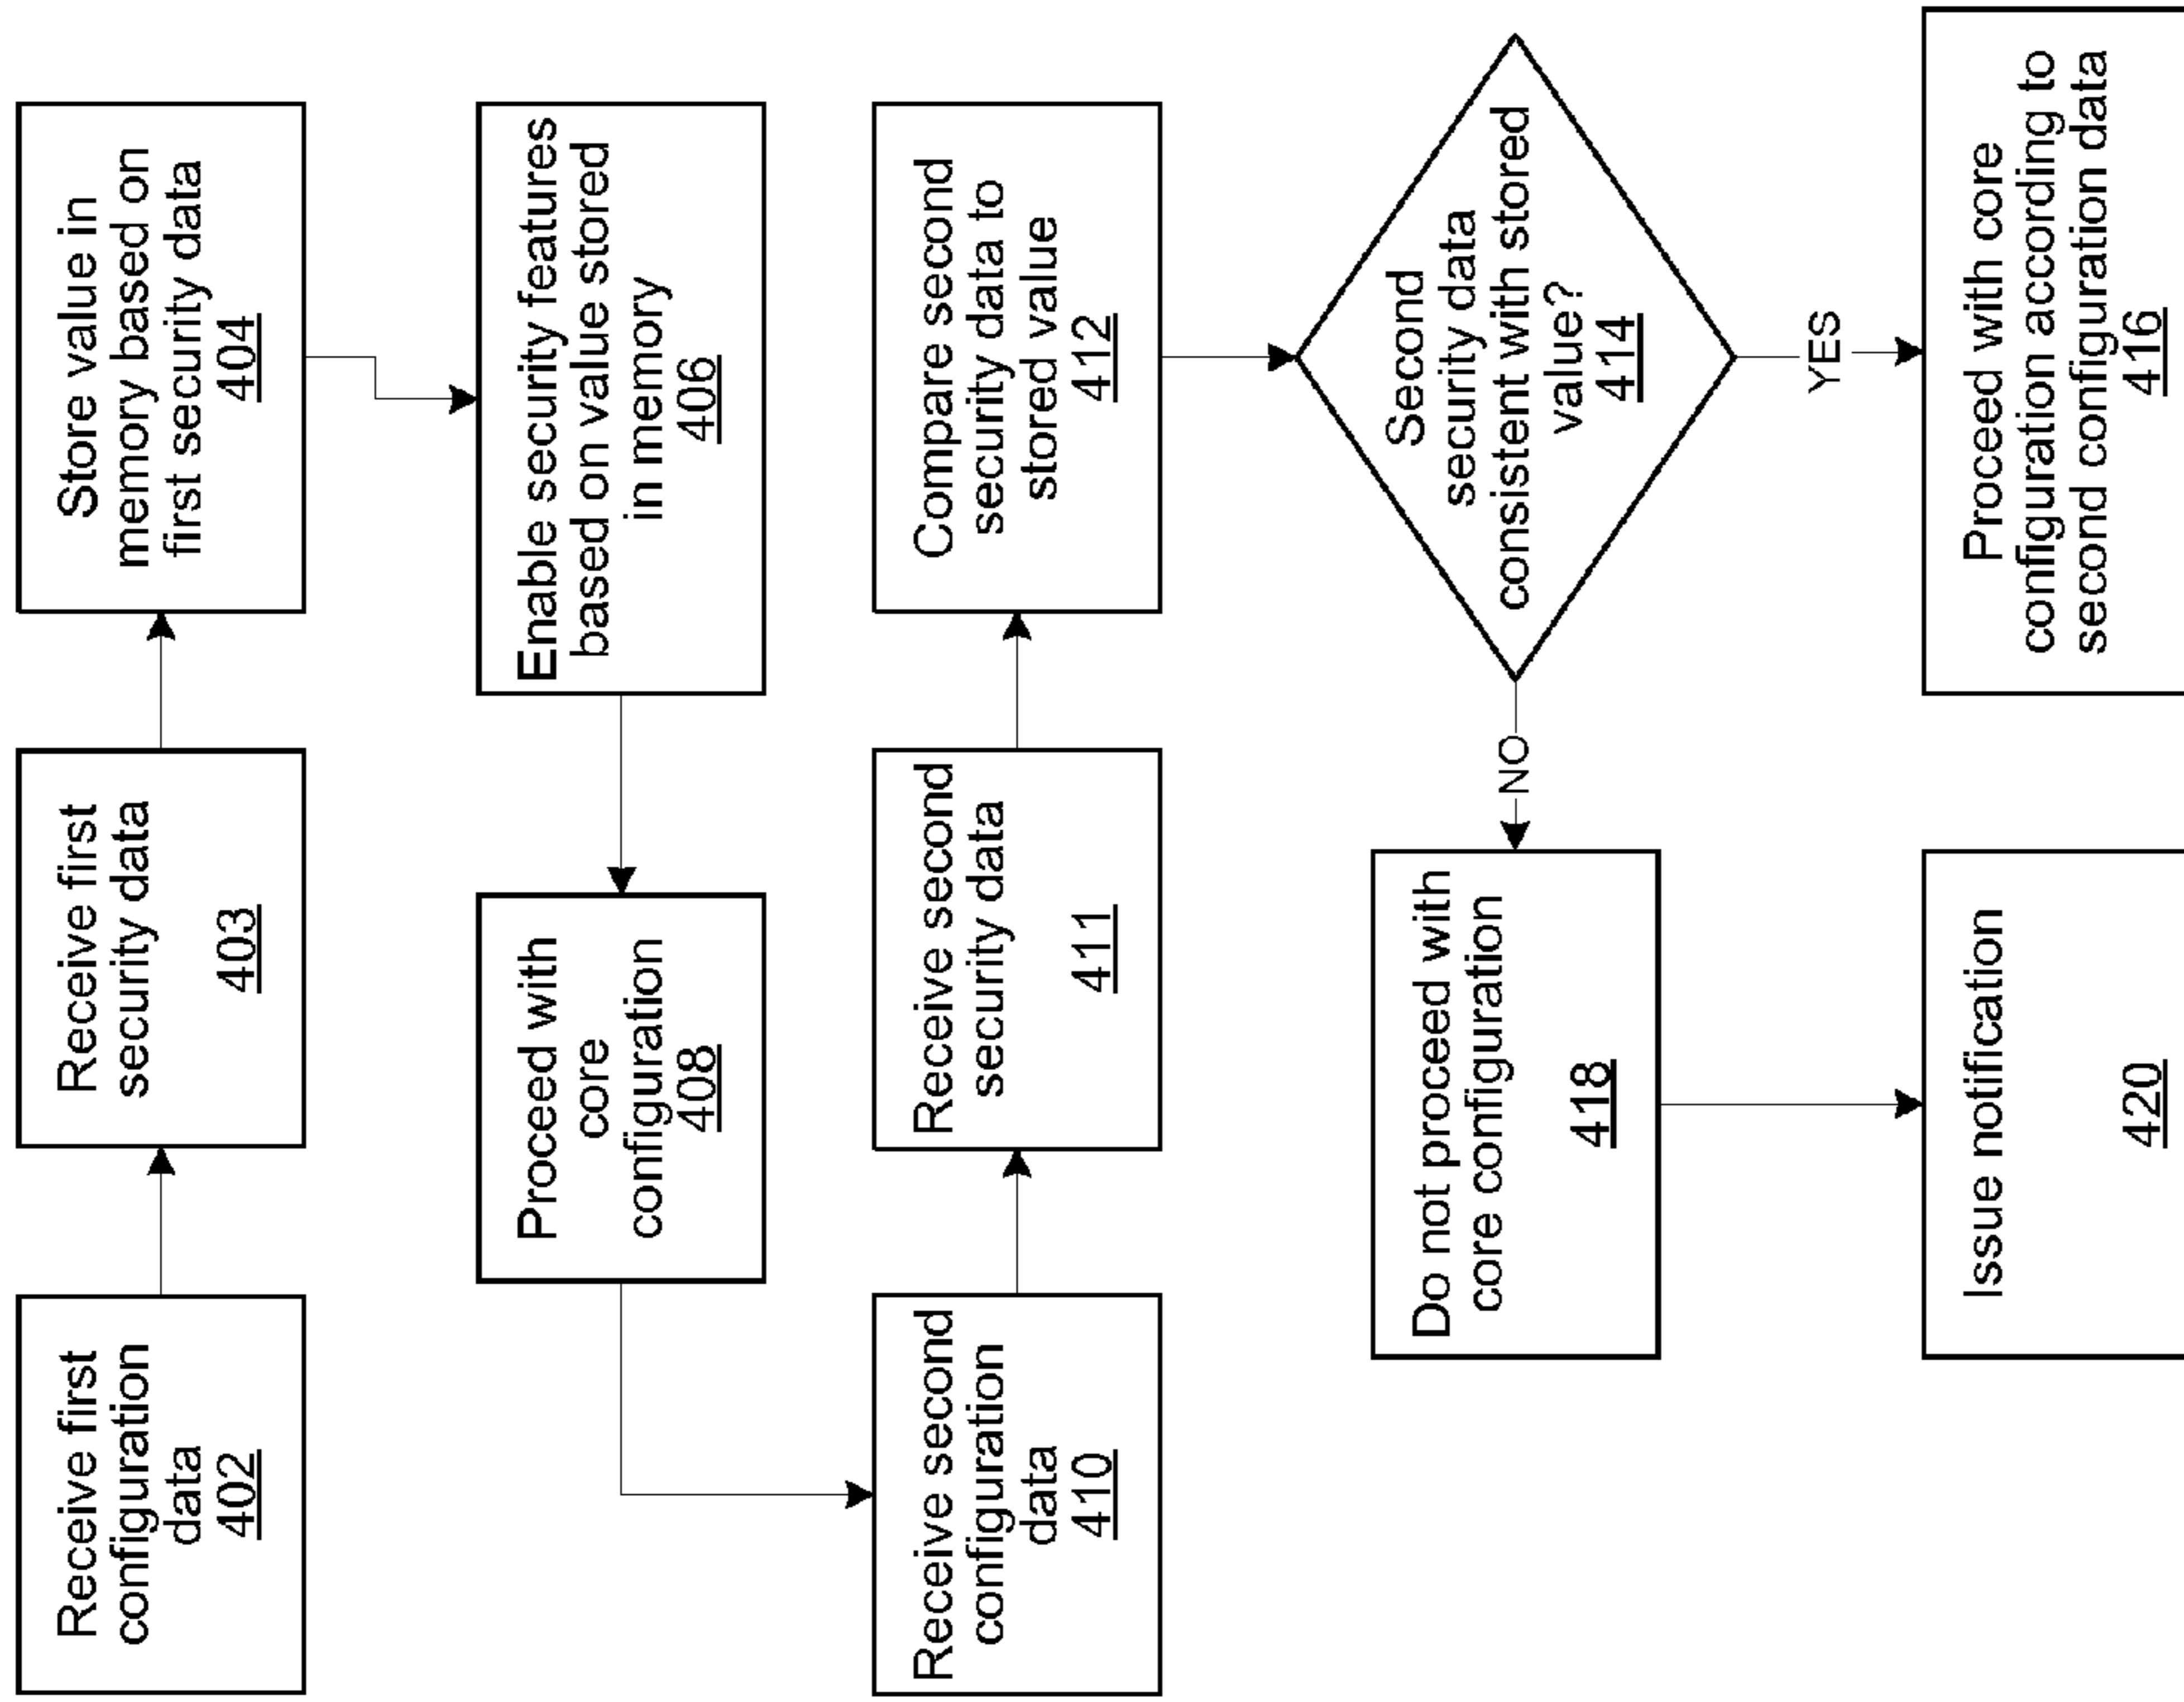 Receive first
configuration
data
402
Receive first
security data
403
Store value in
memory based on
first security data
404
Enable security features
based on value stored
in memory
406
Proceed with
core
configuration
408
Receive second
configuration
data
410
Receive second
security data
411
Compare second
security data to
stored value
412
Second
security data
consistent with stored
value?
414
NO
YES
Do not proceed with
core configuration
418
Issue notification
420
Proceed with core
configuration according to
second configuration data
416